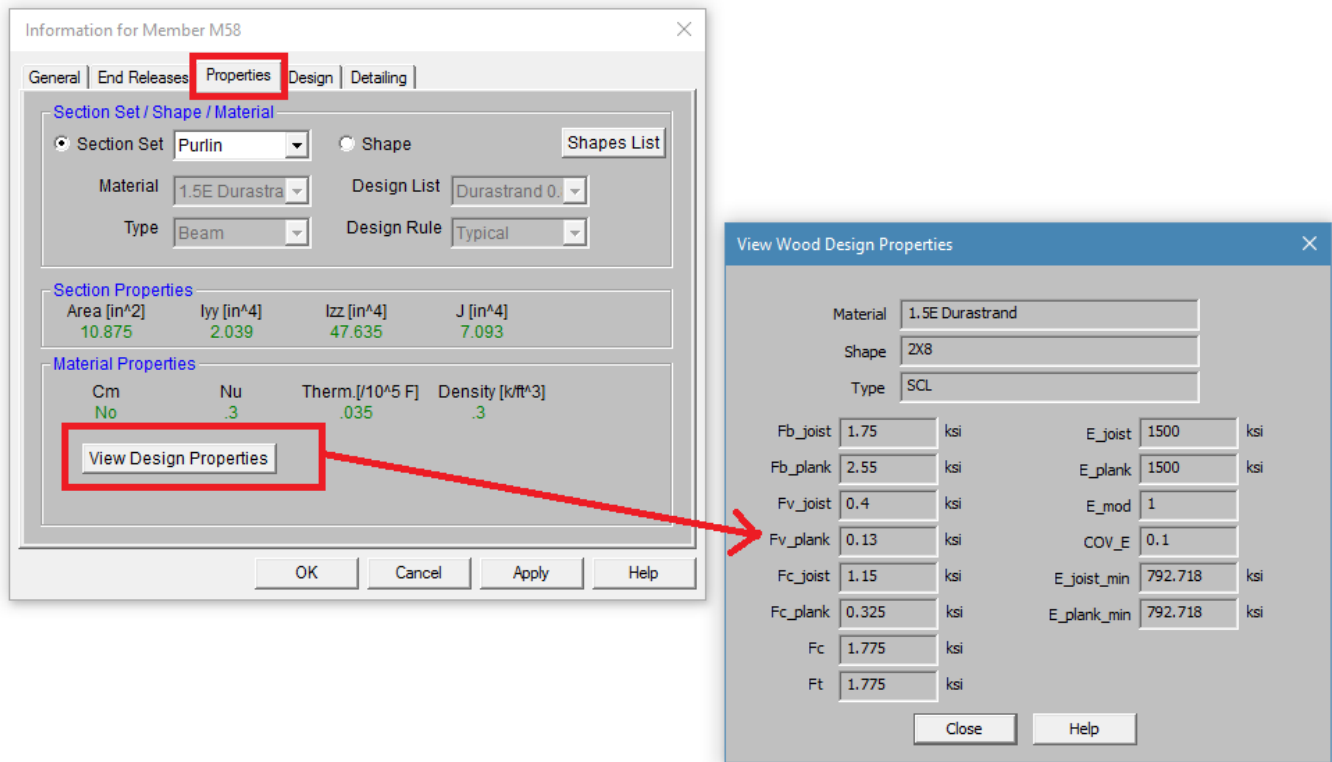 Information for Member M58
General End Releases Properties Design Detailing
Section Set / Shape / Material
Section Set Purlin Shape Shapes List
Material 1.5E Durastra Design List Durastrand 0.
Type Beam Design Rule Typical
Section Properties
Area [in^2] Iyy [in^4] Izz [in^4] J [in^4]
10.875 2.039 47.635 7.093
Material Properties
Cm Nu Therm.[/10^5 F] Density [k/ft^3]
No .3 .035 .3
View Design Properties
OK Cancel Apply Help
View Wood Design Properties
Material 1.5E Durastrand
Shape 2X8
Type SCL
Fb_joist 1.75 ksi E_joist 1500 ksi
Fb_plank 2.55 ksi E_plank 1500 ksi
Fv_joist 0.4 ksi E_mod 1
Fv_plank 0.13 ksi COV_E 0.1
Fc_joist 1.15 ksi E_joist_min 792.718 ksi
Fc_plank 0.325 ksi E_plank_min 792.718 ksi
Fc 1.775 ksi
Ft 1.775 ksi
Close Help